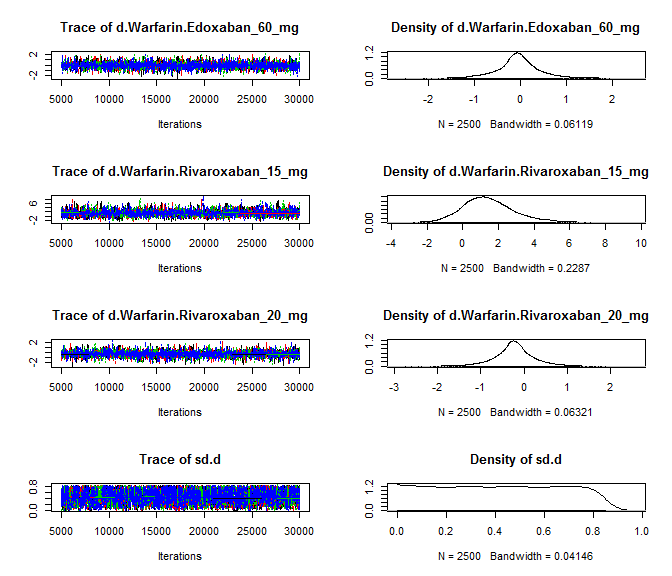 Trace of d.Warfarin.Edoxaban_60_mg
2
-2
5000 10000 15000 20000 25000 30000
Iterations
Density of d.Warfarin.Edoxaban_60_mg
1.2
0.0
-2 -1 0 1 2
N = 2500 Bandwidth = 0.06119
Trace of d.Warfarin.Rivaroxaban_15_mg
6
-2
5000 10000 15000 20000 25000 30000
Iterations
Density of d.Warfarin.Rivaroxaban_15_mg
0.00
-4 -2 0 2 4 6 8 10
N = 2500 Bandwidth = 0.2287
Trace of d.Warfarin.Rivaroxaban_20_mg
2
-2
5000 10000 15000 20000 25000 30000
Iterations
Density of d.Warfarin.Rivaroxaban_20_mg
1.2
0.0
-3 -2 -1 0 1 2
N = 2500 Bandwidth = 0.06321
Trace of sd.d
0.8
0.0
5000 10000 15000 20000 25000 30000
Iterations
Density of sd.d
1.2
0.0
0.0 0.2 0.4 0.6 0.8 1.0
N = 2500 Bandwidth = 0.04146